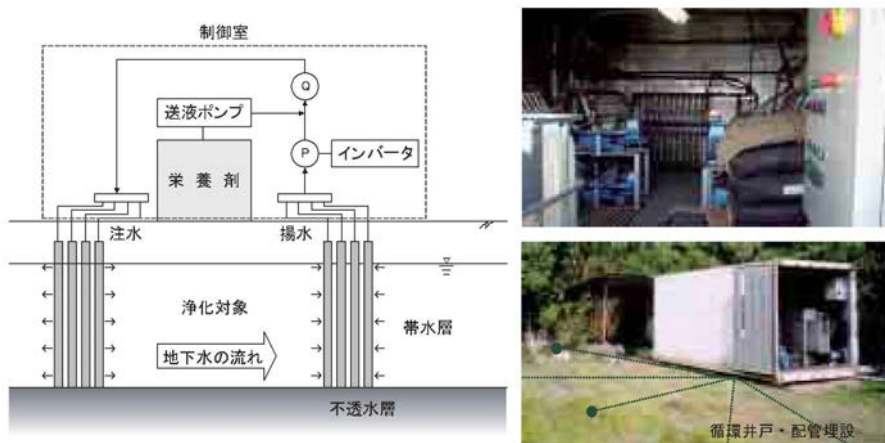 制御室
Q
送液ポンプ
P
インバータ
栄養剤
注水
揚水
浄化対象
帯水層
地下水の流れ
不透水層
循環井戸・配管埋設